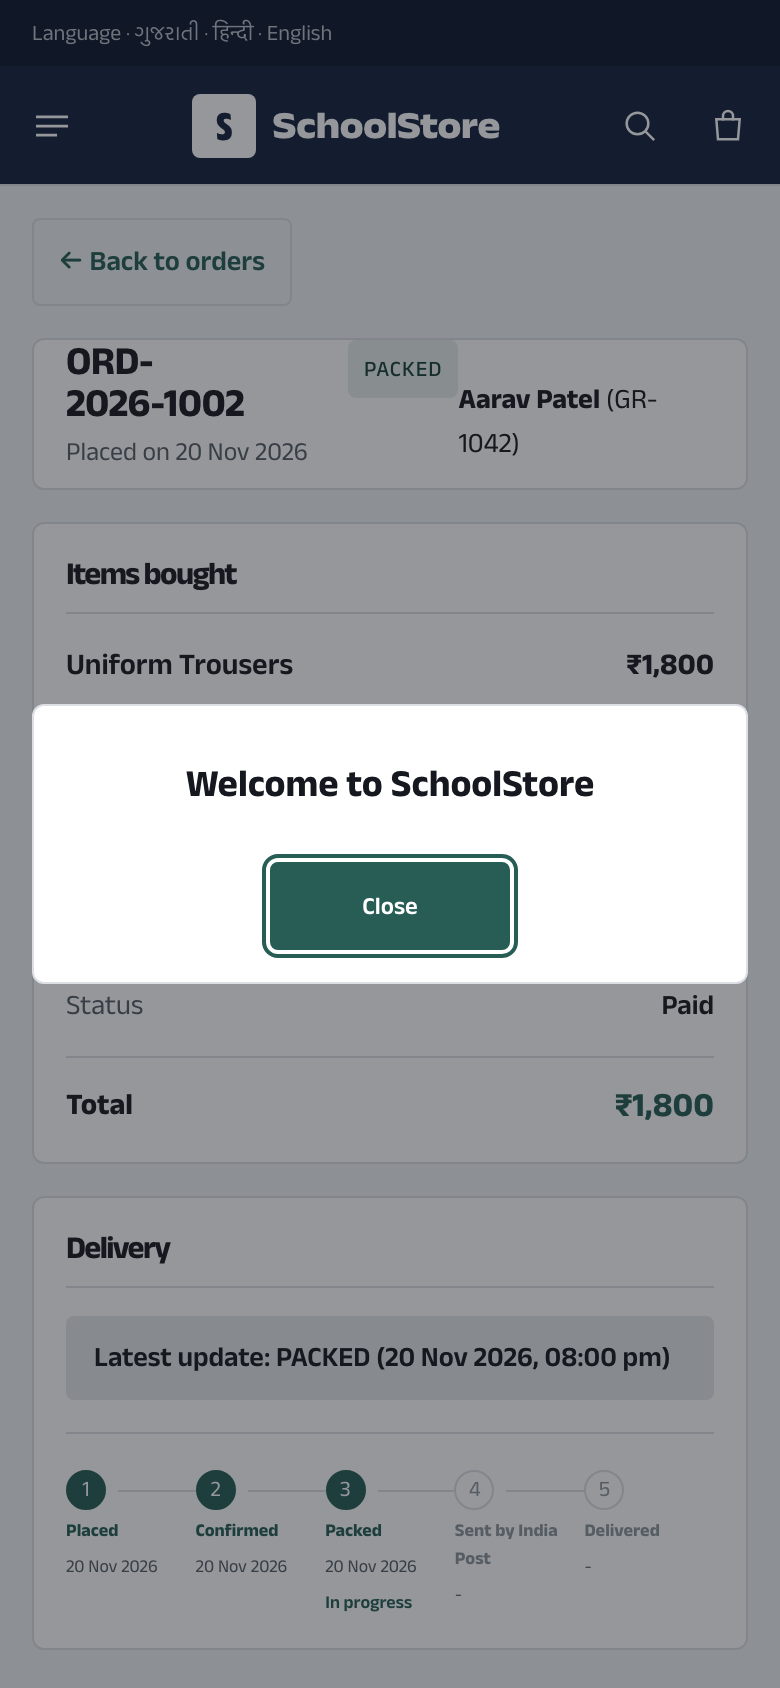 Language · ગુજરાતી · हिन्दी · English
S SchoolStore
← Back to orders
ORD-
2026-1002
PACKED
Placed on 20 Nov 2026
Aarav Patel (GR-
1042)
Items bought
Uniform Trousers ₹1,800
Welcome to SchoolStore
Close
Status Paid
Total ₹1,800
Delivery
Latest update: PACKED (20 Nov 2026, 08:00 pm)
1 2 3 4 5
Placed Confirmed Packed Sent by India Post Delivered
20 Nov 2026 20 Nov 2026 20 Nov 2026 - -
In progress